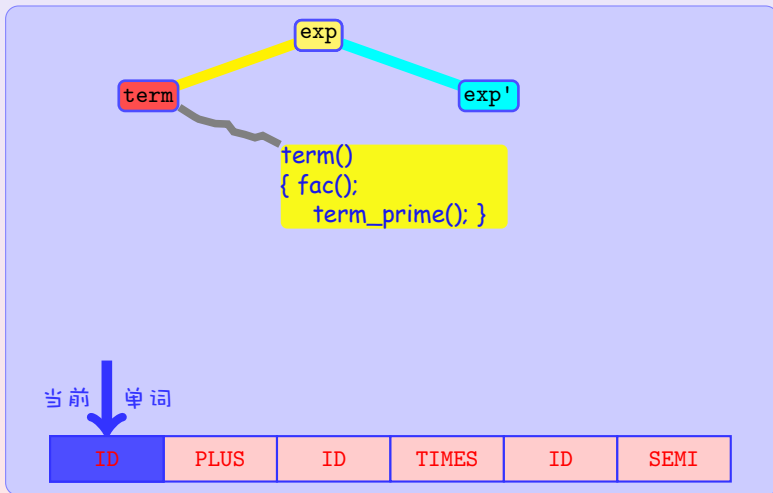 exp
term exp'
term()
{ fac();
term_prime(); }
当前 单词
ID PLUS ID TIMES ID SEMI